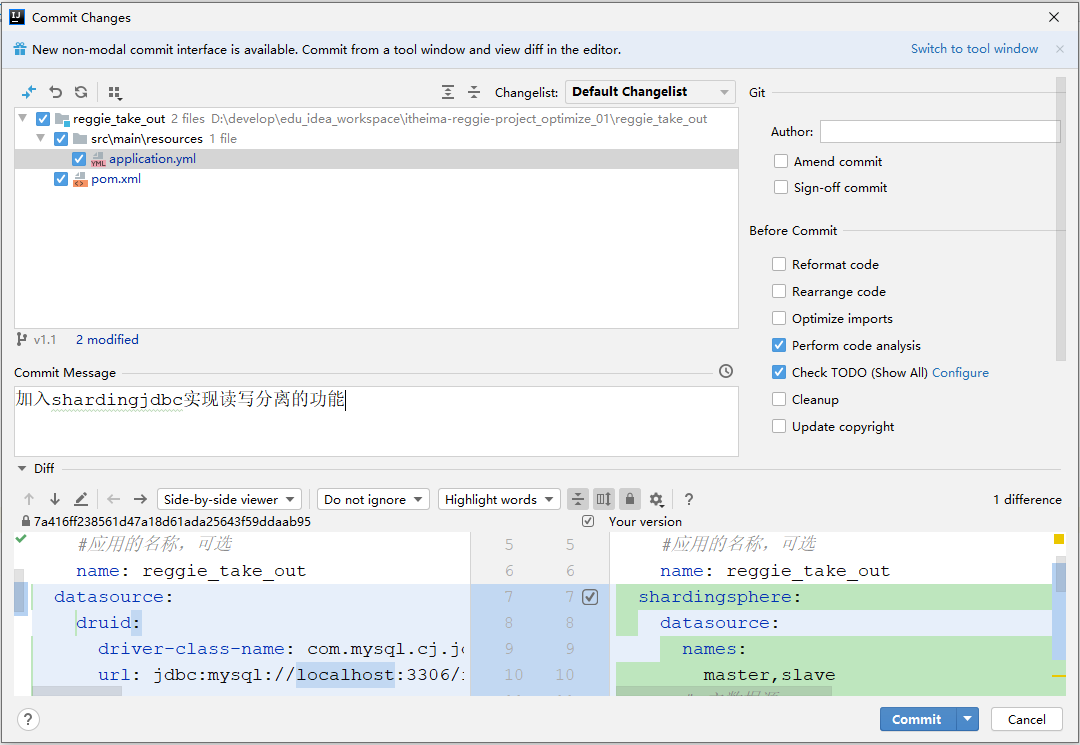 Commit Changes
New non-modal commit interface is available. Commit from a tool window and view diff in the editor.
Switch to tool window
Changelist: Default Changelist
reggie_take_out 2 files D:\develop\edu_idea_workspace\itheima-reggie-project_optimize_01\reggie_take_out
src\main\resources 1 file
application.yml
pom.xml
v1.1 2 modified
Git
Author:
Amend commit
Sign-off commit
Before Commit
Reformat code
Rearrange code
Optimize imports
Perform code analysis
Check TODO (Show All) Configure
Cleanup
Update copyright
Commit Message
加入shardingjdbc实现读写分离的功能
Diff
Side-by-side viewer Do not ignore Highlight words ? 1 difference
7a416ff238561d47a18d61ada25643f59ddaab95 Your version
#应用的名称，可选 5 5 #应用的名称，可选
name: reggie_take_out 6 6 name: reggie_take_out
datasource: 7 7 shardingsphere:
druid: 8 8 datasource:
driver-class-name: com.mysql.cj.j 9 9 names:
url: jdbc:mysql://localhost:3306/ 10 10 master,slave
? Commit Cancel